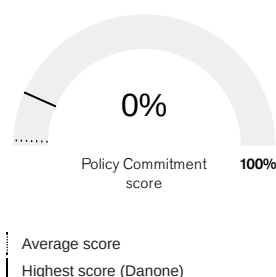 0%
Policy Commitment 100%
score
Average score
Highest score (Danone)